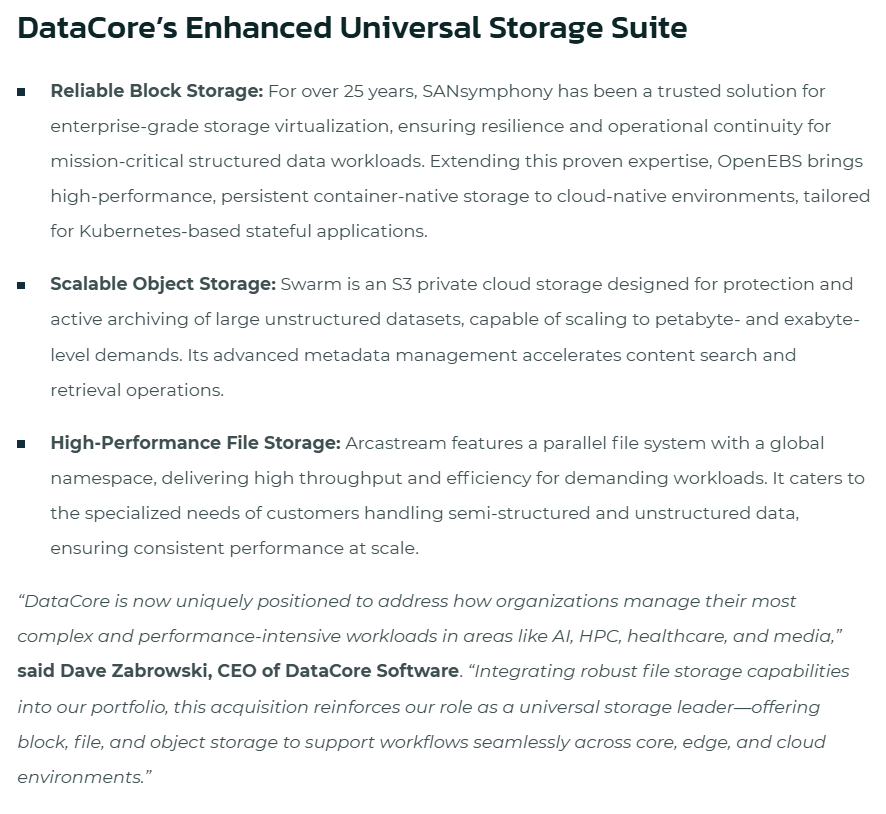 DataCore’s Enhanced Universal Storage Suite
Reliable Block Storage: For over 25 years, SANsymphony has been a trusted solution for
enterprise-grade storage virtualization, ensuring resilience and operational continuity for
mission-critical structured data workloads. Extending this proven expertise, OpenEBS brings
high-performance, persistent container-native storage to cloud-native environments, tailored
for Kubernetes-based stateful applications.
Scalable Object Storage: Swarm is an S3 private cloud storage designed for protection and
active archiving of large unstructured datasets, capable of scaling to petabyte- and exabyte-
level demands. Its advanced metadata management accelerates content search and
retrieval operations.
High-Performance File Storage: Arcastream features a parallel file system with a global
namespace, delivering high throughput and efficiency for demanding workloads. It caters to
the specialized needs of customers handling semi-structured and unstructured data,
ensuring consistent performance at scale.
“DataCore is now uniquely positioned to address how organizations manage their most
complex and performance-intensive workloads in areas like AI, HPC, healthcare, and media,”
said Dave Zabrowski, CEO of DataCore Software. “Integrating robust file storage capabilities
into our portfolio, this acquisition reinforces our role as a universal storage leader—offering
block, file, and object storage to support workflows seamlessly across core, edge, and cloud
environments.”